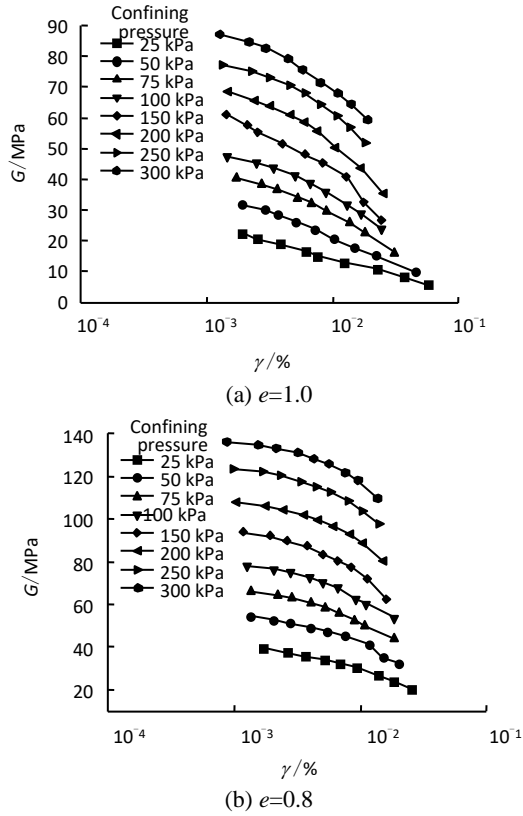 Confining
pressure
25 kPa
50 kPa
75 kPa
100 kPa
150 kPa
200 kPa
250 kPa
300 kPa
90
80
70
60
50
40
30
20
10
0
G/MPa
10⁻⁴ 10⁻³ 10⁻² 10⁻¹
γ/%
(a) e=1.0
Confining
pressure
25 kPa
50 kPa
75 kPa
100 kPa
150 kPa
200 kPa
250 kPa
300 kPa
140
120
100
80
60
40
20
G/MPa
10⁻⁴ 10⁻³ 10⁻² 10⁻¹
γ/%
(b) e=0.8